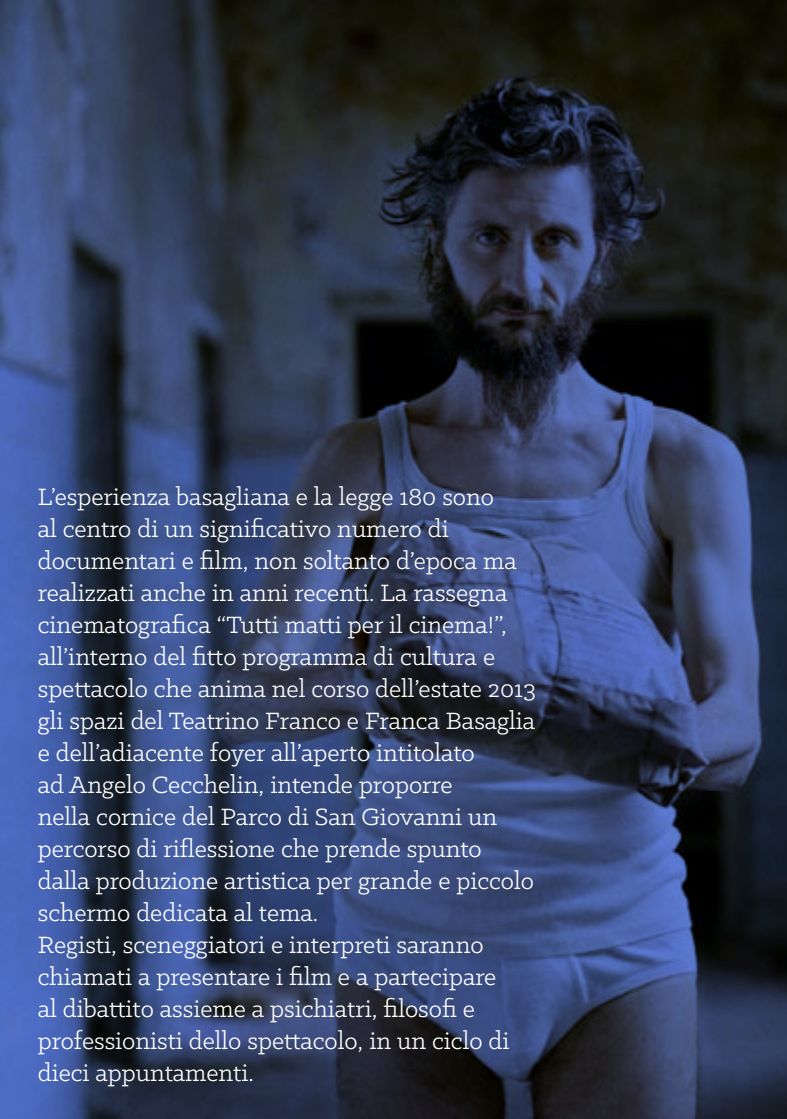 L’esperienza basagliana e la legge 180 sono
al centro di un significativo numero di
documentari e film, non soltanto d’epoca ma
realizzati anche in anni recenti. La rassegna
cinematografica “Tutti matti per il cinema!”,
all’interno del fitto programma di cultura e
spettacolo che anima nel corso dell’estate 2013
gli spazi del Teatrino Franco e Franca Basaglia
e dell’adiacente foyer all’aperto intitolato
ad Angelo Cecchelin, intende proporre
nella cornice del Parco di San Giovanni un
percorso di riflessione che prende spunto
dalla produzione artistica per grande e piccolo
schermo dedicata al tema.
Registi, sceneggiatori e interpreti saranno
chiamati a presentare i film e a partecipare
al dibattito assieme a psichiatri, filosofi e
professionisti dello spettacolo, in un ciclo di
dieci appuntamenti.